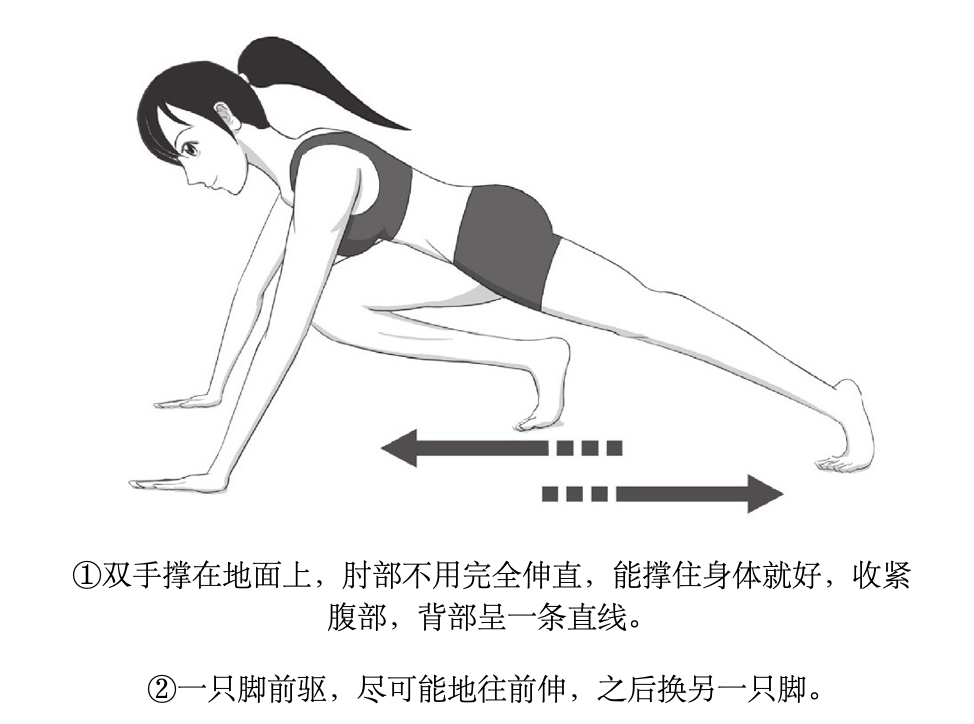 ①双手撑在地面上，肘部不用完全伸直，能撑住身体就好，收紧
腹部，背部呈一条直线。
②一只脚前驱，尽可能地往前伸，之后换另一只脚。